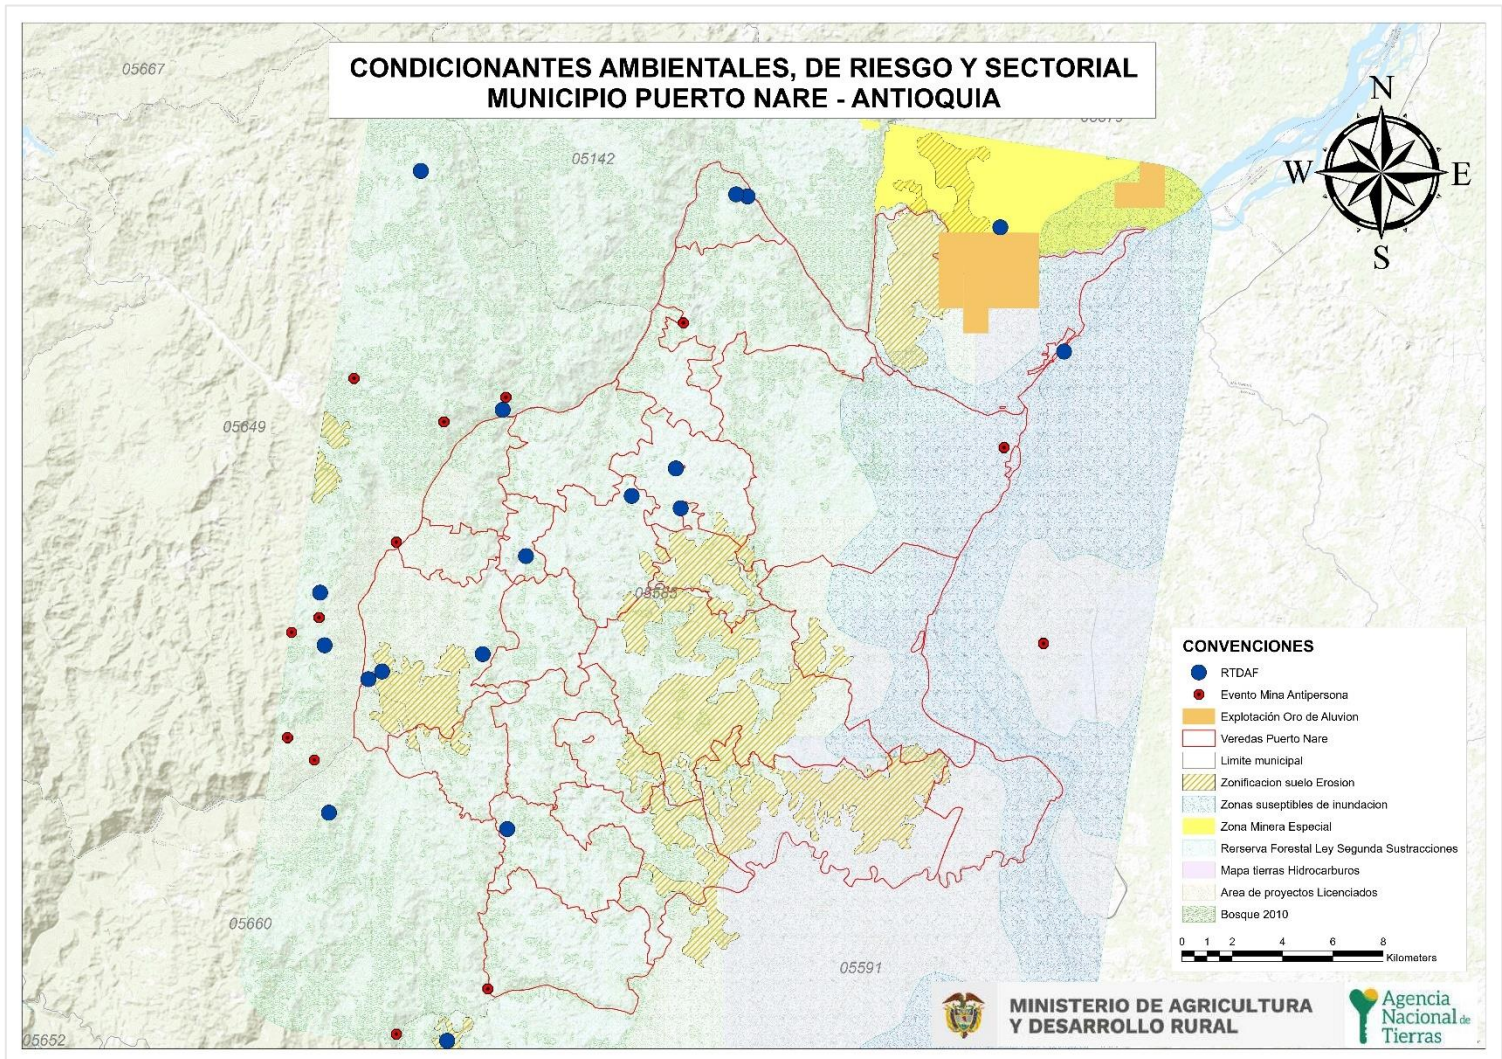 CONDICIONANTES AMBIENTALES, DE RIESGO Y SECTORIAL
MUNICIPIO PUERTO NARE - ANTIOQUIA
05667
05142
N
W
E
S
05649
05585
05660
05591
05652
CONVENCIONES
RTDAF
Evento Mina Antipersona
Explotación Oro de Aluvion
Veredas Puerto Nare
Limite municipal
Zonificacion suelo Erosion
Zonas suseptibles de inundacion
Zona Minera Especial
Rerserva Forestal Ley Segunda Sustracciones
Mapa tierras Hidrocarburos
Area de proyectos Licenciados
Bosque 2010
0 1 2 4 6 8
Kilometers
MINISTERIO DE AGRICULTURA
Y DESARROLLO RURAL
Agencia
Nacional de
Tierras